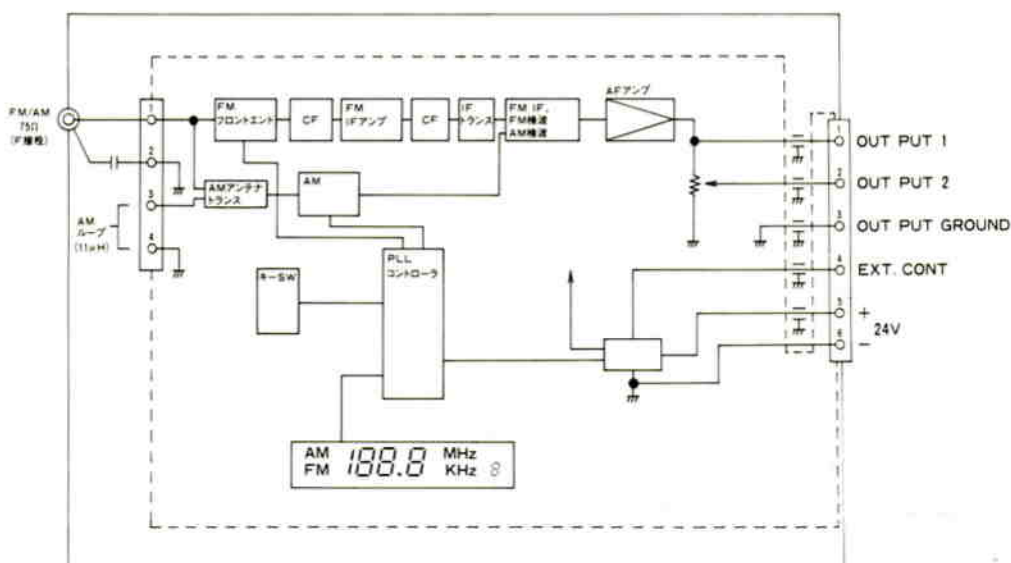 FM/AM
75Ω
(F接栓)
AM
ループ
(11μH)
1
2
3
4
FM
フロントエンド
CF
FM
IFアンプ
CF
IF
トランス
FM IF,
FM検波
AM検波
AFアンプ
AMアンテナ
トランス
AM
PLL
コントローラ
キーSW
AM
FM
188.8
MHz
KHz
8
1
OUT PUT 1
2
OUT PUT 2
3
OUT PUT GROUND
4
EXT. CONT
5
+
24V
6
−